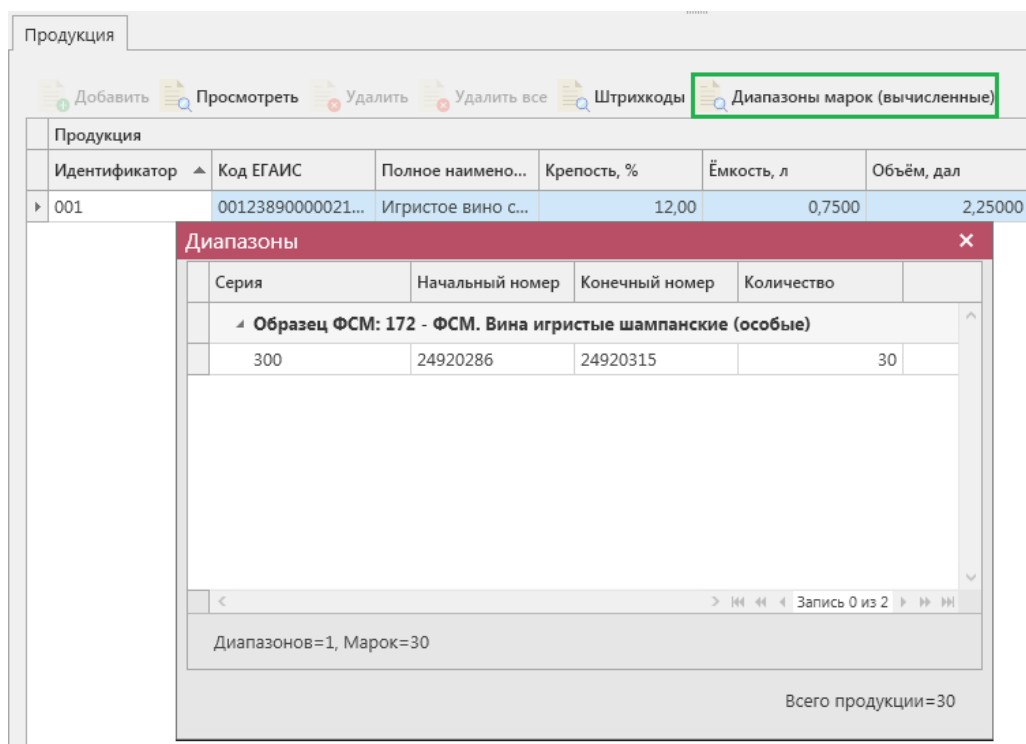 Продукция
Добавить Просмотреть Удалить Удалить все Штрихкоды Диапазоны марок (вычисленные)
Продукция
Идентификатор Код ЕГАИС Полное наимено... Крепость, % Ёмкость, л Объём, дал
001 00123890000021... Игристое вино с... 12,00 0,7500 2,25000
Диапазоны
Серия Начальный номер Конечный номер Количество
Образец ФСМ: 172 - ФСМ. Вина игристые шампанские (особые)
300 24920286 24920315 30
Запись 0 из 2
Диапазонов=1, Марок=30
Всего продукции=30